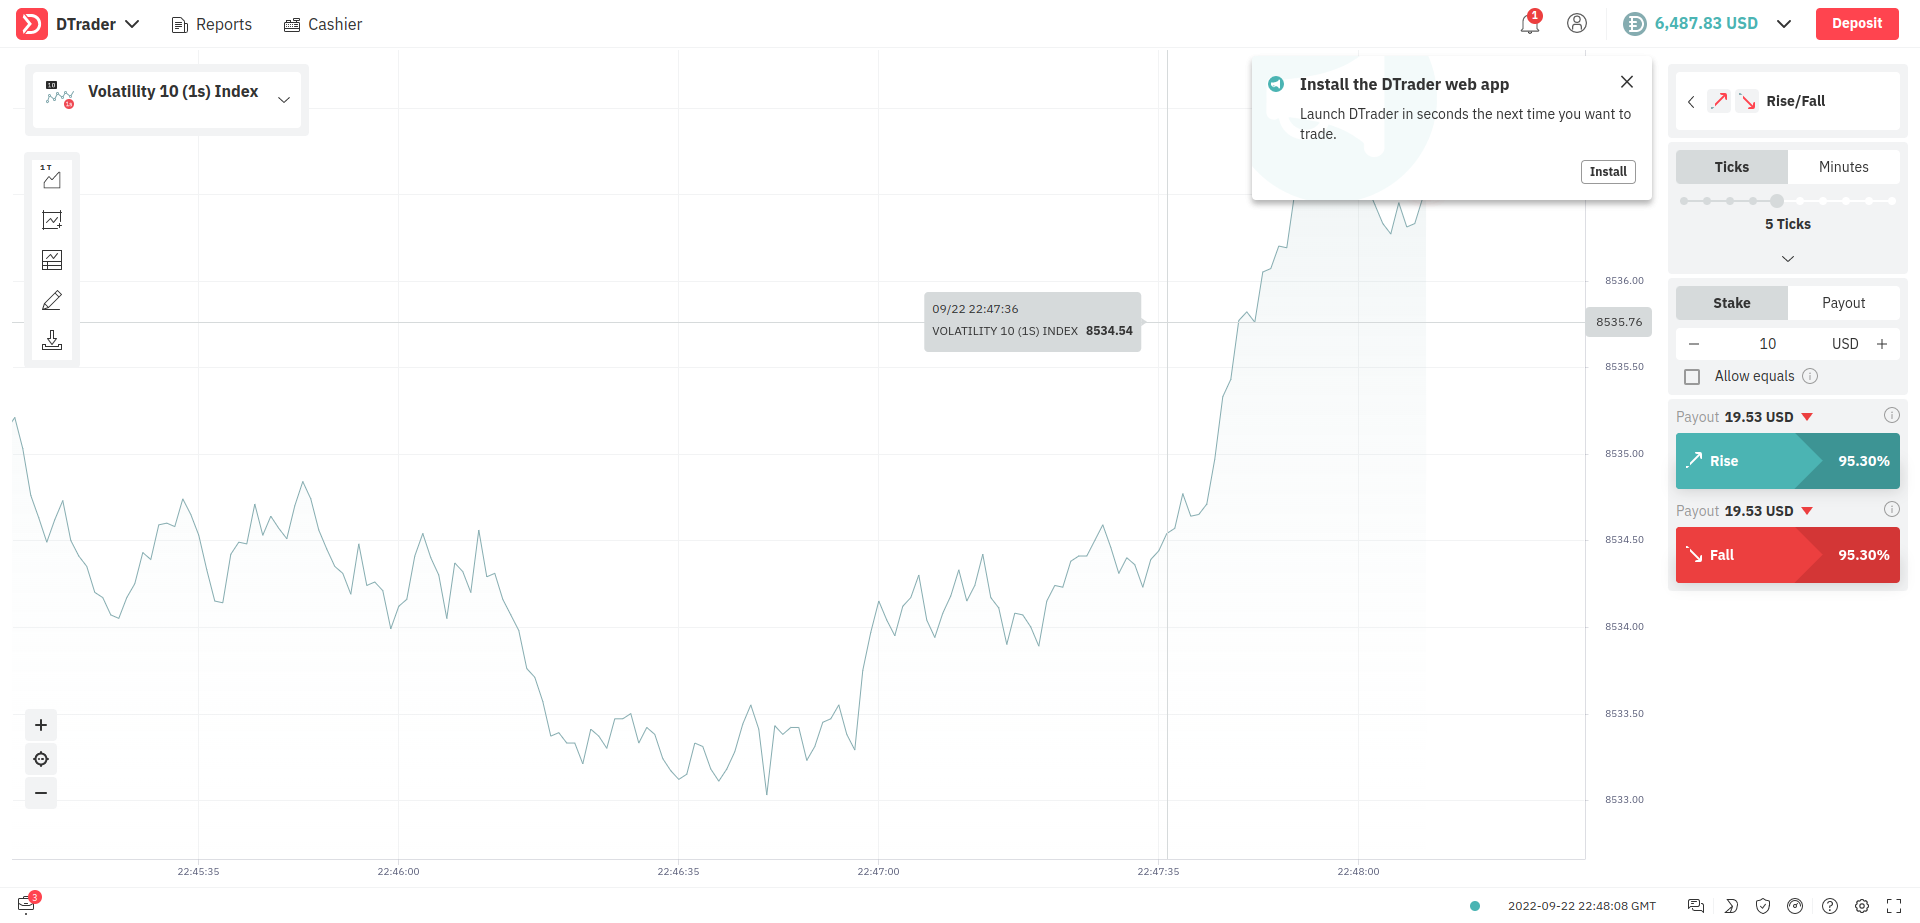 DTrader
Reports
Cashier
1
6,487.83 USD
Deposit
10
1s
Volatility 10 (1s) Index
Install the DTrader web app
Launch DTrader in seconds the next time you want to
trade.
Install
Rise/Fall
1 T
Ticks
Minutes
5 Ticks
Stake
Payout
10
USD
Allow equals
Payout 19.53 USD
Rise
95.30%
Payout 19.53 USD
Fall
95.30%
09/22 22:47:36
VOLATILITY 10 (1S) INDEX 8534.54
8536.00
8535.76
8535.50
8535.00
8534.50
8534.00
8533.50
8533.00
22:45:35
22:46:00
22:46:35
22:47:00
22:47:35
22:48:00
3
2022-09-22 22:48:08 GMT